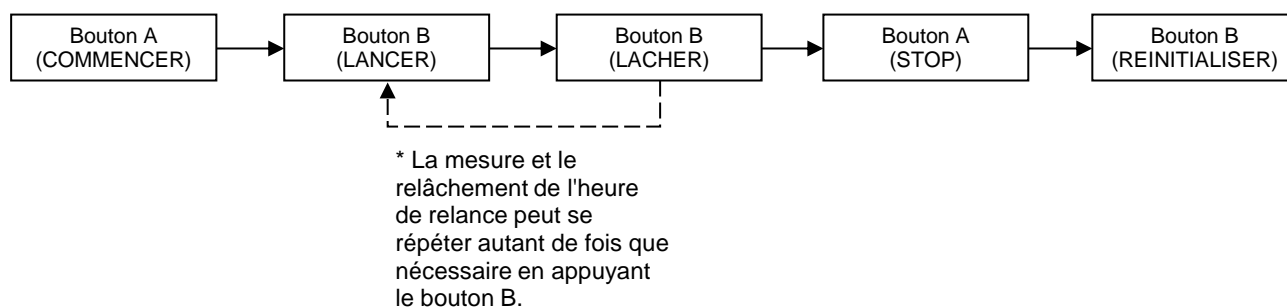 Bouton A
(COMMENCER)
Bouton B
(LANCER)
Bouton B
(LACHER)
Bouton A
(STOP)
Bouton B
(REINITIALISER)
* La mesure et le
relâchement de l'heure
de relance peut se
répéter autant de fois que
nécessaire en appuyant
le bouton B.